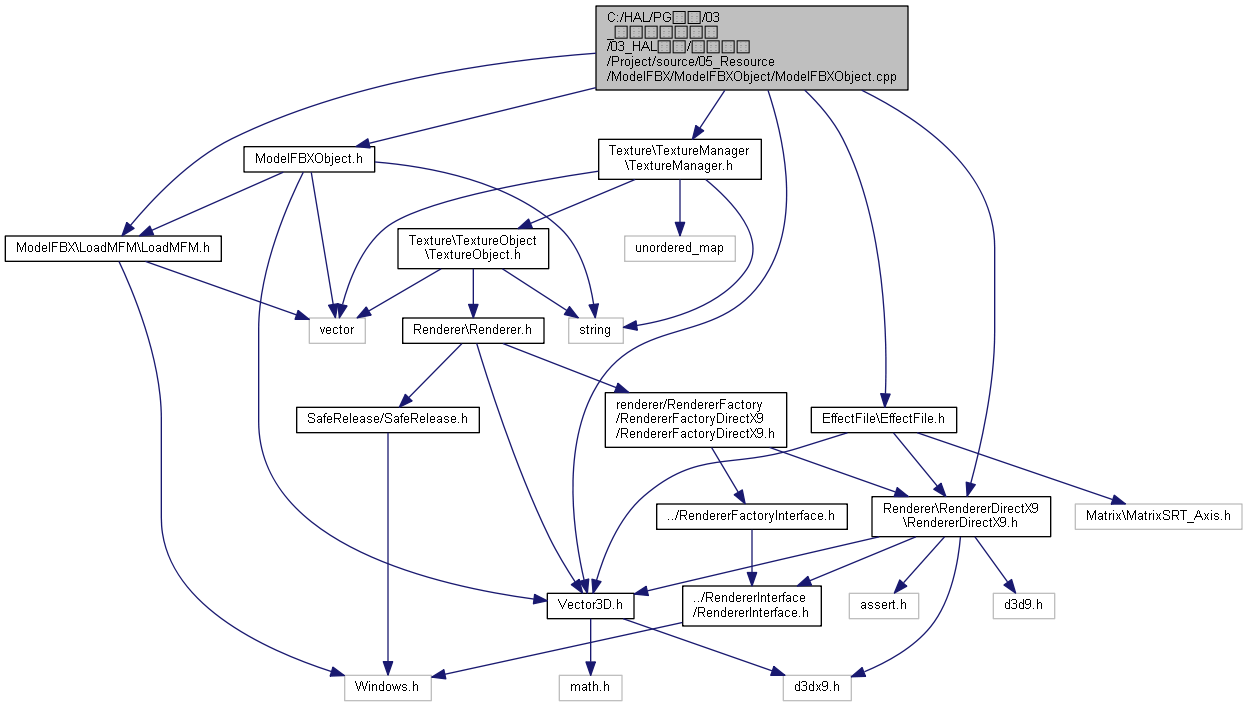 C:/HAL/PG□□/03
_□□□□□□□
/03_HAL□□/□□□□
/Project/source/05_Resource
/ModelFBX/ModelFBXObject/ModelFBXObject.cpp
ModelFBXObject.h
Texture\TextureManager
\TextureManager.h
ModelFBX\LoadMFM\LoadMFM.h
Texture\TextureObject
\TextureObject.h
unordered_map
vector
Renderer\Renderer.h
string
SafeRelease/SafeRelease.h
renderer/RendererFactory
/RendererFactoryDirectX9
/RendererFactoryDirectX9.h
EffectFile\EffectFile.h
../RendererFactoryInterface.h
Renderer\RendererDirectX9
\RendererDirectX9.h
Matrix\MatrixSRT_Axis.h
Vector3D.h
../RendererInterface
/RendererInterface.h
assert.h
d3d9.h
Windows.h
math.h
d3dx9.h